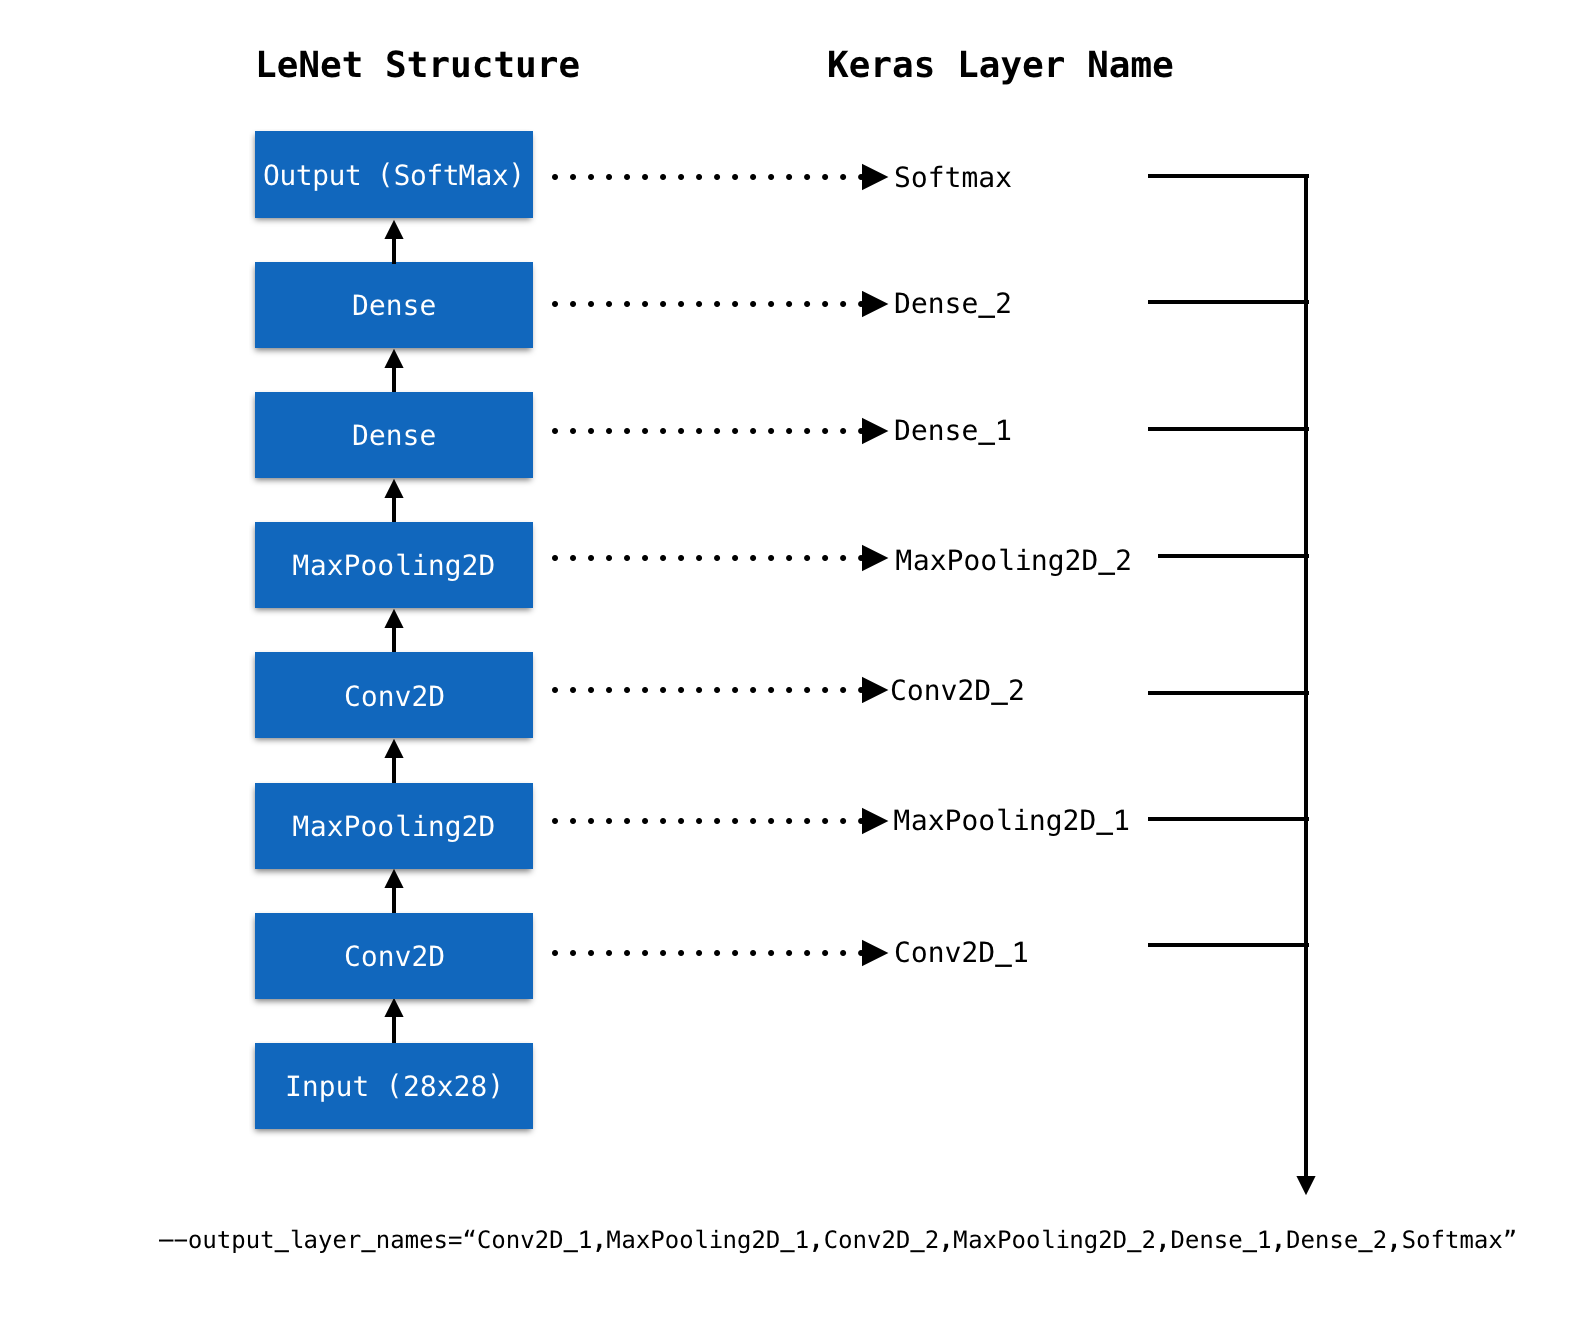 LeNet Structure
Keras Layer Name
Output (SoftMax)
Softmax
Dense
Dense_2
Dense
Dense_1
MaxPooling2D
MaxPooling2D_2
Conv2D
Conv2D_2
MaxPooling2D
MaxPooling2D_1
Conv2D
Conv2D_1
Input (28x28)
——output_layer_names=“Conv2D_1,MaxPooling2D_1,Conv2D_2,MaxPooling2D_2,Dense_1,Dense_2,Softmax”